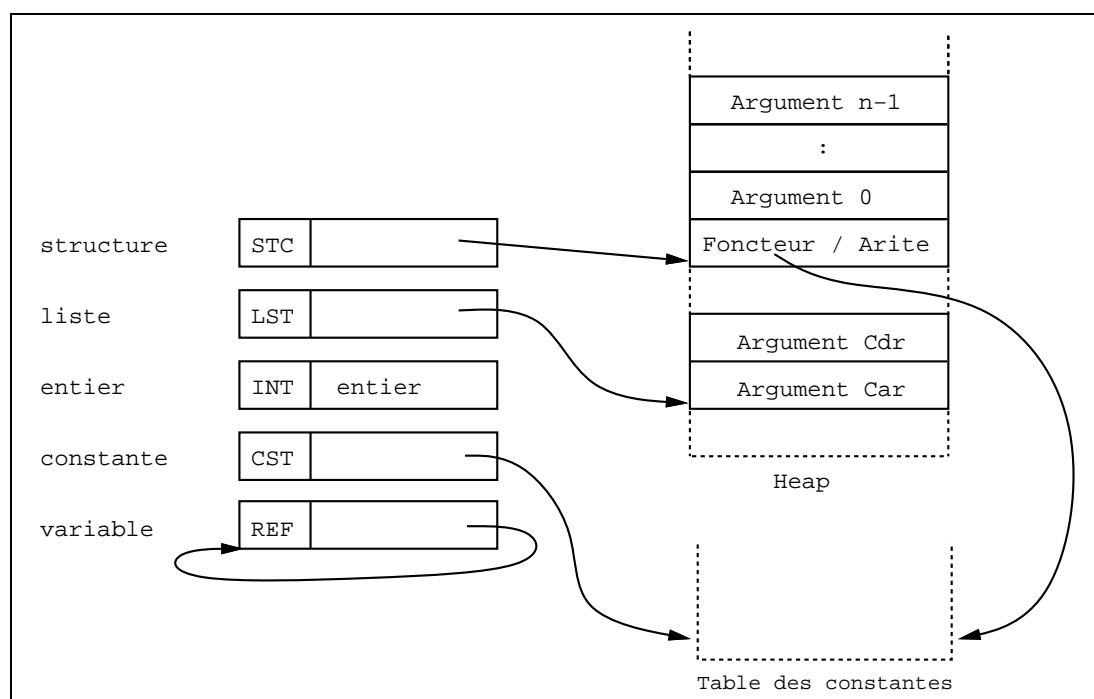 Argument n-1
:
Argument 0
structure STC Foncteur / Arite
liste LST
Argument Cdr
entier INT entier Argument Car
constante CST
Heap
variable REF
Table des constantes